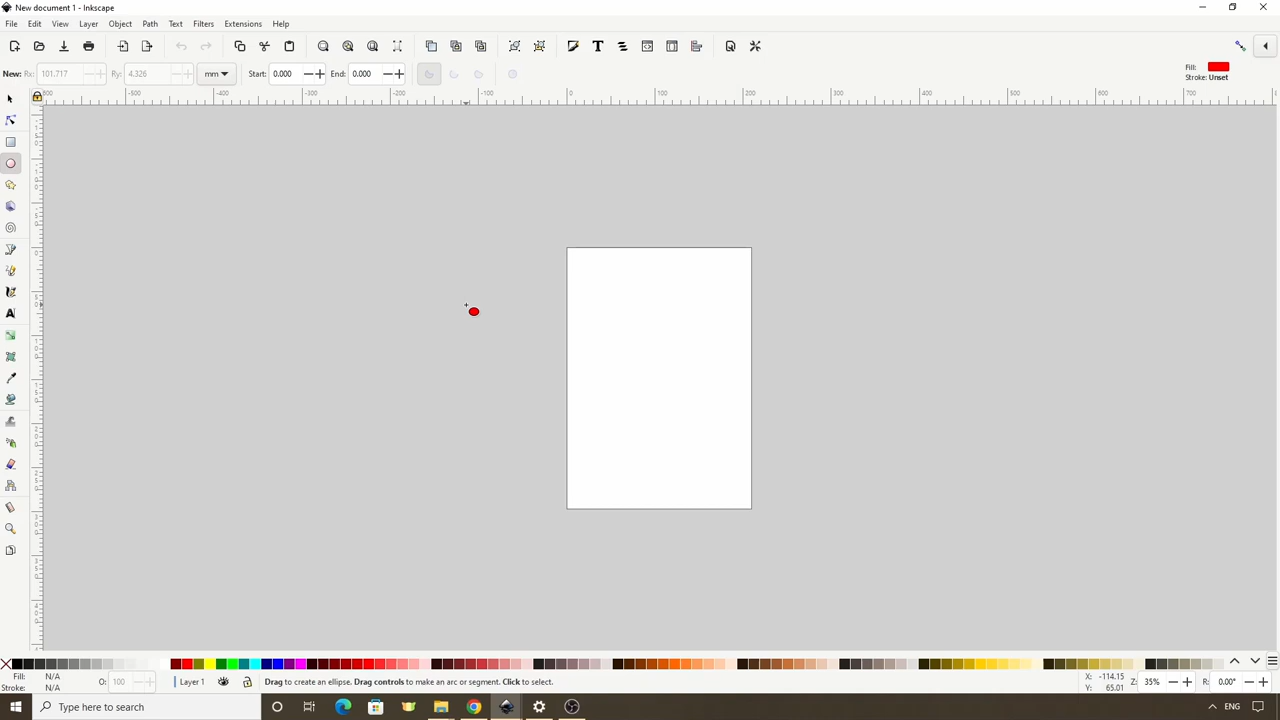 New document 1 - Inkscape
File Edit View Layer Object Path Text Filters Extensions Help
New: Rx: 101.717 Ry: 4.326 mm Start: 0.000 End: 0.000
Fill:
Stroke: Unset
-500 -400 -300 -200 -100 0 100 200 300 400 500 600 700
Fill: N/A
Stroke: N/A
O: 100
Layer 1
Drag to create an ellipse. Drag controls to make an arc or segment. Click to select.
X: -114.15
Y: 65.01
Z: 35%
R: 0.00°
Type here to search
ENG